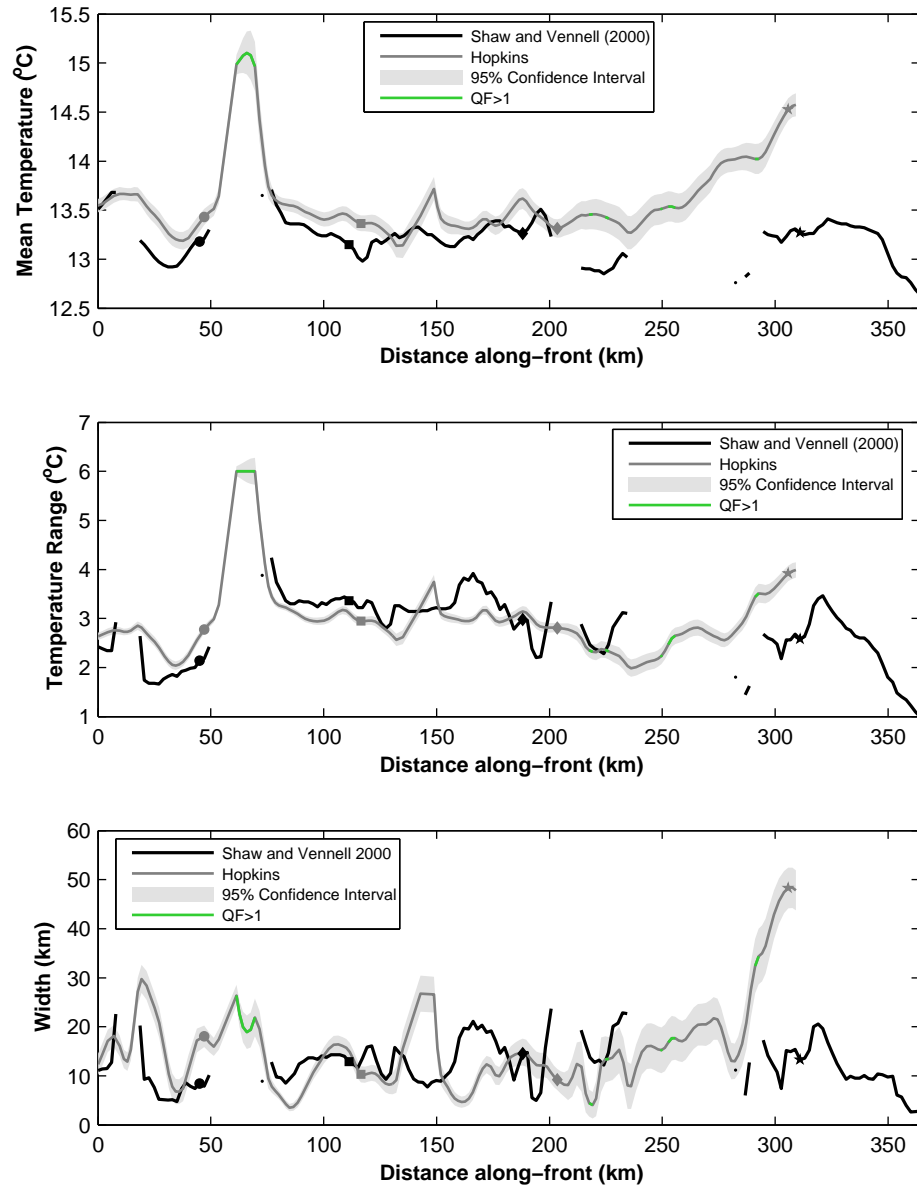 15.5
15
14.5
14
13.5
13
12.5
Mean Temperature (°C)
Shaw and Vennell (2000)
Hopkins
95% Confidence Interval
QF>1
0 50 100 150 200 250 300 350
Distance along−front (km)
7
6
5
4
3
2
1
Temperature Range (°C)
Shaw and Vennell (2000)
Hopkins
95% Confidence Interval
QF>1
0 50 100 150 200 250 300 350
Distance along−front (km)
60
50
40
30
20
10
0
Width (km)
Shaw and Vennell 2000
Hopkins
95% Confidence Interval
QF>1
0 50 100 150 200 250 300 350
Distance along−front (km)